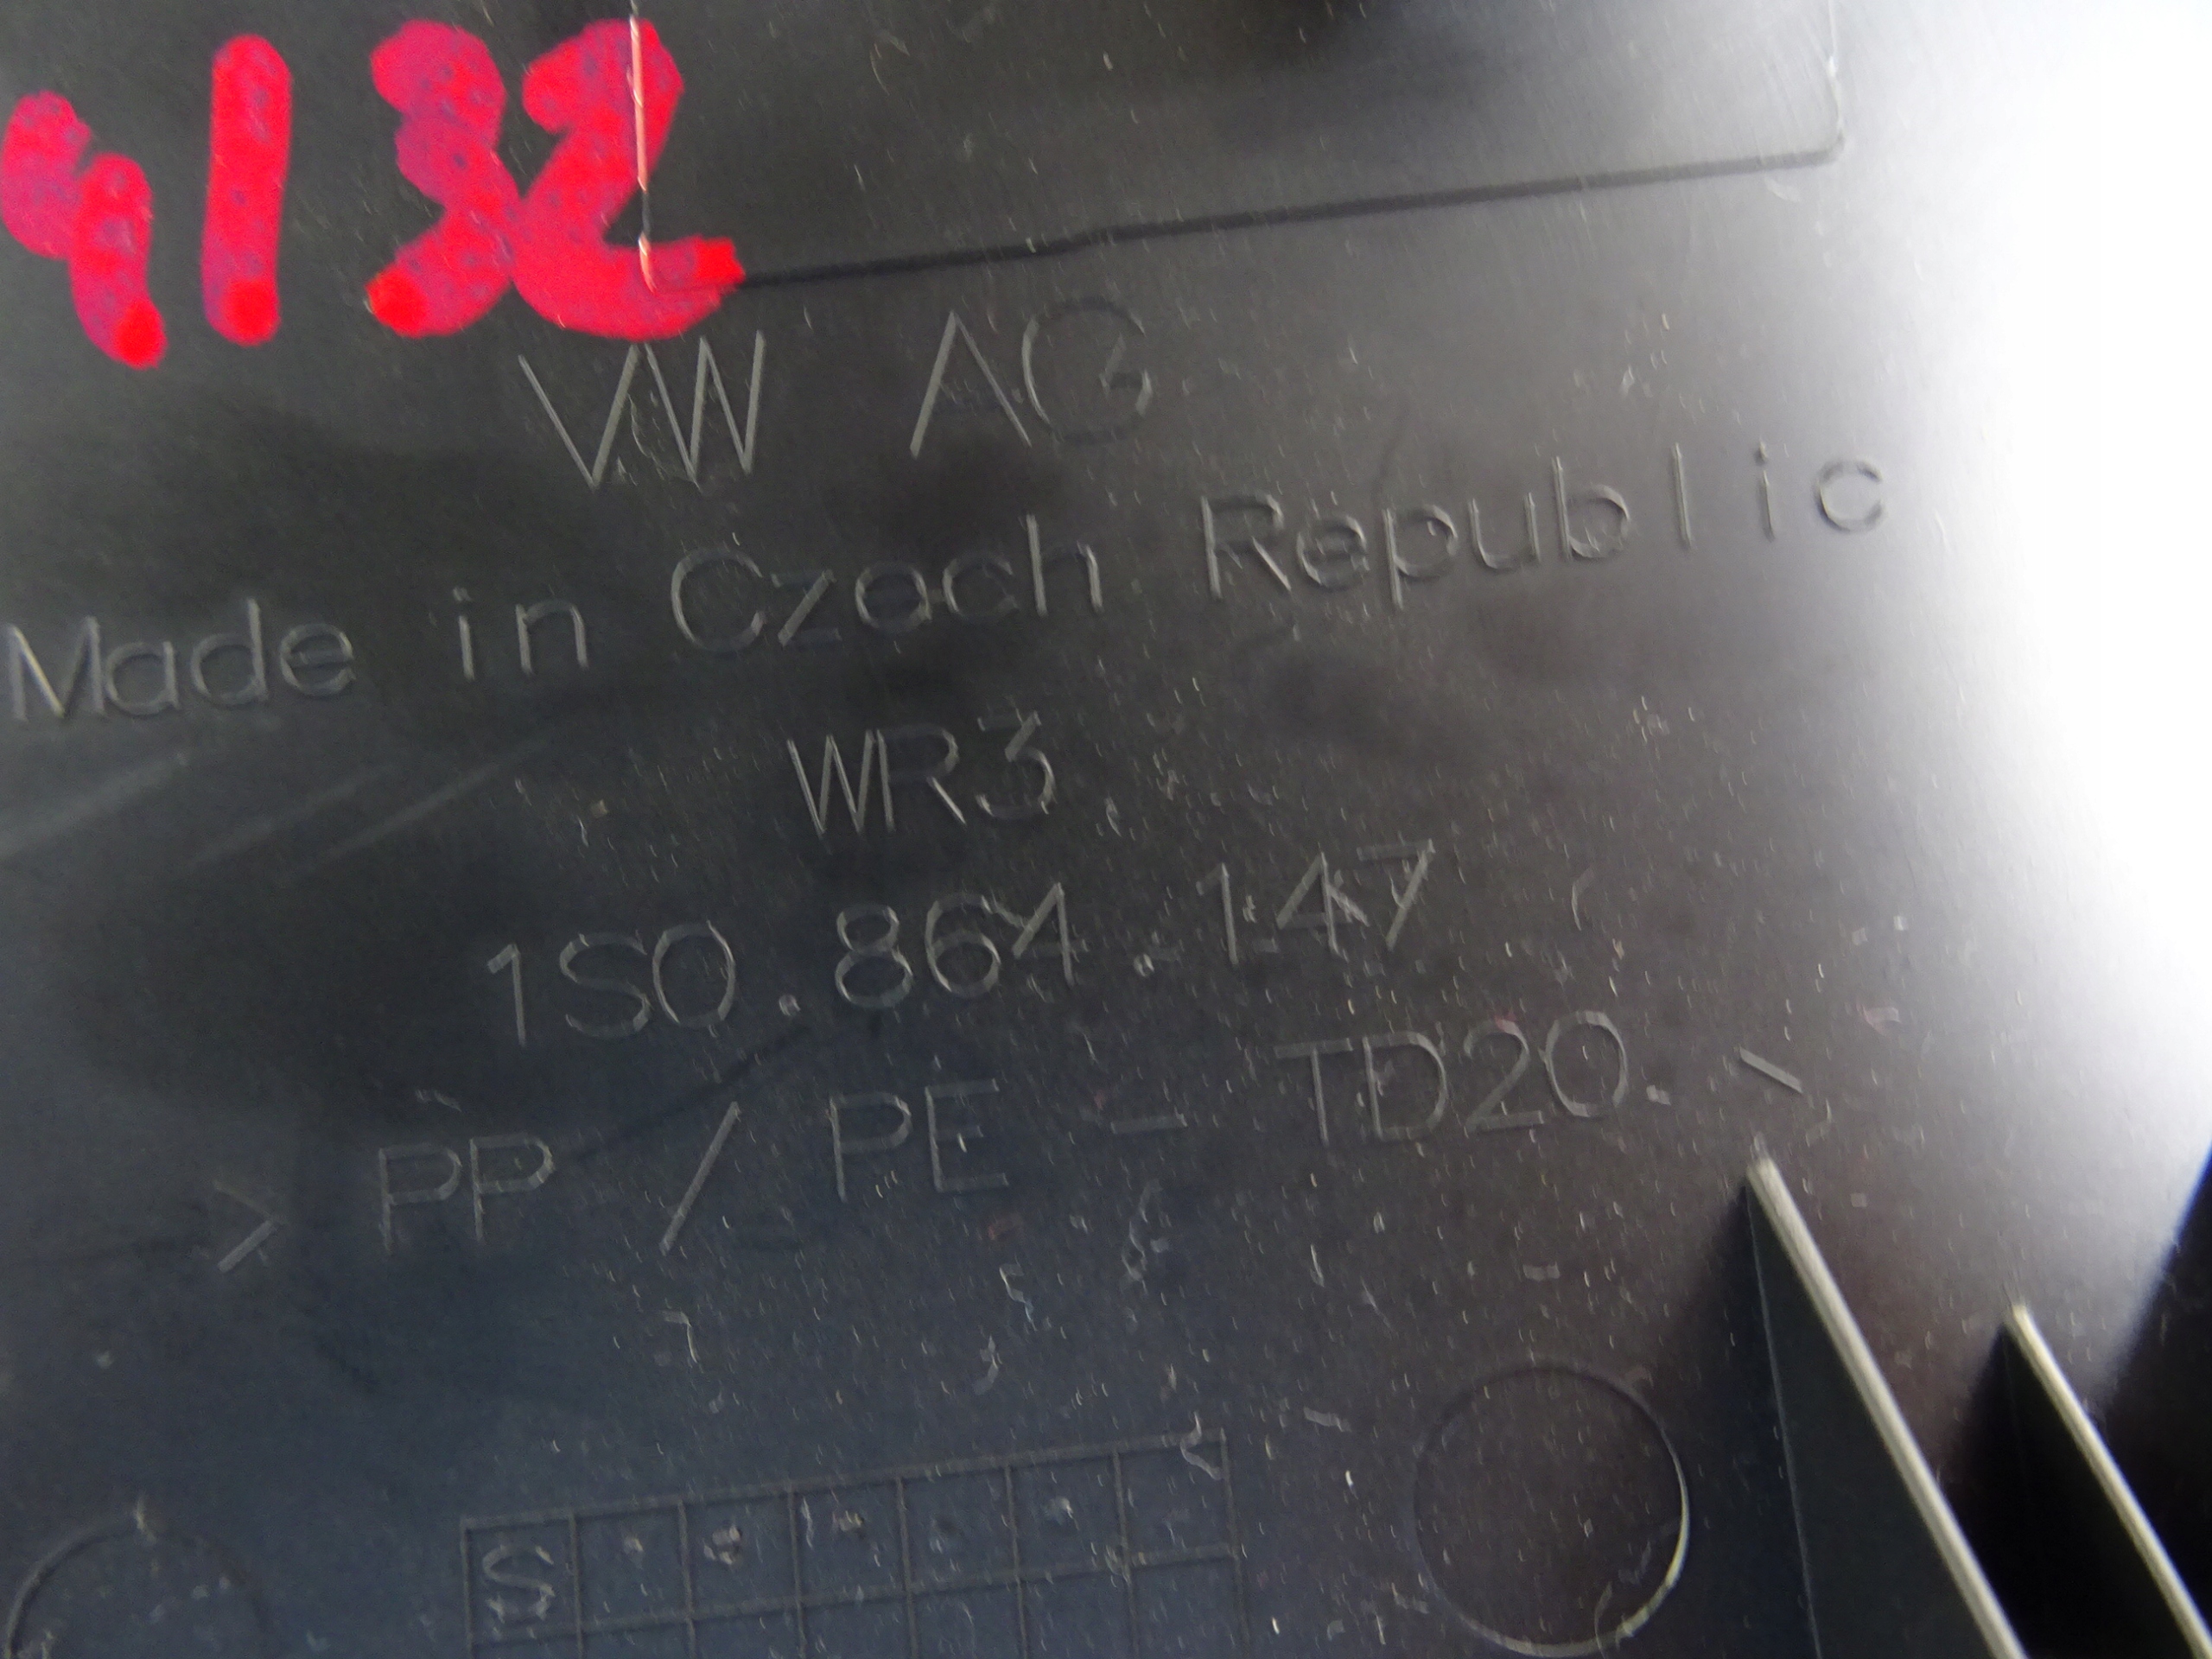 4132
VW AG
Made in Czech Republic
WR3
1S0.864.147
> PP / PE - TD20. <
S